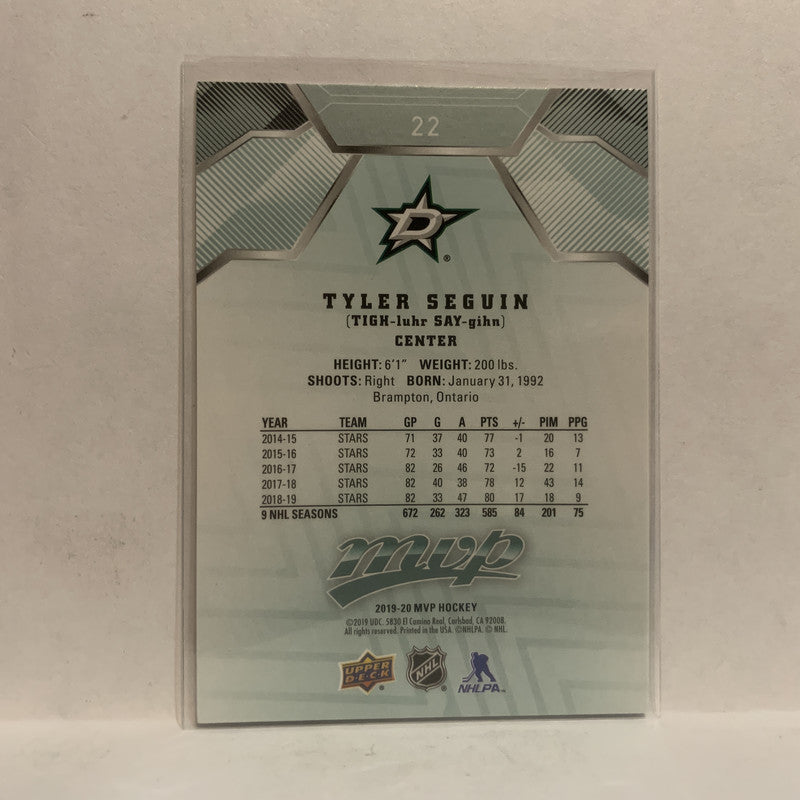 22
D
®
TYLER SEGUIN
(TIGH-luhr SAY-gihn)
CENTER
HEIGHT: 6'1" WEIGHT: 200 lbs.
SHOOTS: Right BORN: January 31, 1992
Brampton, Ontario
YEAR TEAM GP G A PTS +/- PIM PPG
2014-15 STARS 71 37 40 77 -1 20 13
2015-16 STARS 72 33 40 73 2 16 7
2016-17 STARS 82 26 46 72 -15 22 11
2017-18 STARS 82 40 38 78 12 43 14
2018-19 STARS 82 33 47 80 17 18 9
9 NHL SEASONS 672 262 323 585 84 201 75
mvp
2019-20 MVP HOCKEY
©2019 UDC. 5830 El Camino Real, Carlsbad, CA 92008.
All rights reserved. Printed in the USA. ©NHLPA. © NHL.
UPPER DECK ® NHL ® NHLPA™